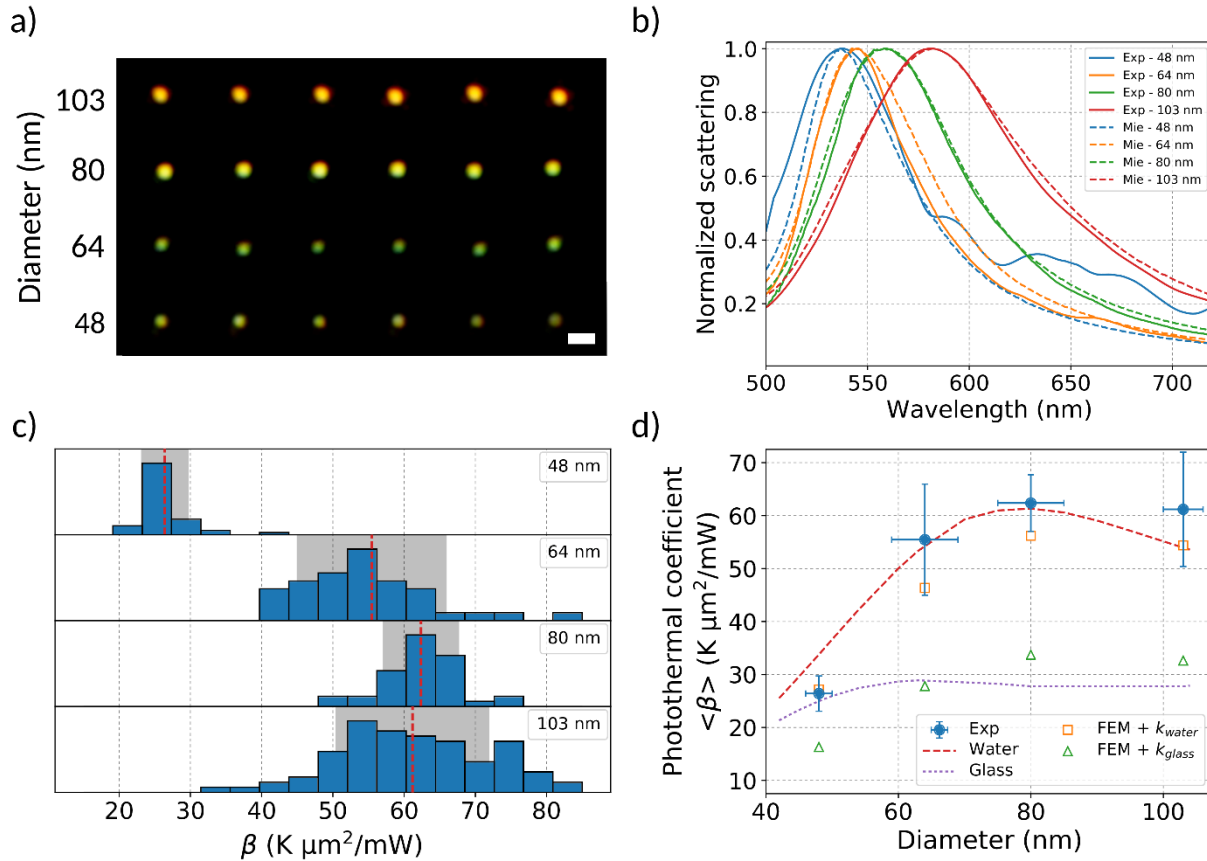 a)
Diameter (nm)
103
80
64
48
b)
Normalized scattering
1.0
0.8
0.6
0.4
0.2
500
550
600
650
700
Wavelength (nm)
Exp - 48 nm
Exp - 64 nm
Exp - 80 nm
Exp - 103 nm
Mie - 48 nm
Mie - 64 nm
Mie - 80 nm
Mie - 103 nm
c)
48 nm
64 nm
80 nm
103 nm
20
30
40
50
60
70
80
β (K μm²/mW)
d)
Photothermal coefficient
<β> (K μm²/mW)
70
60
50
40
30
20
10
40
60
80
100
Diameter (nm)
Exp
Water
Glass
FEM + k_water
FEM + k_glass